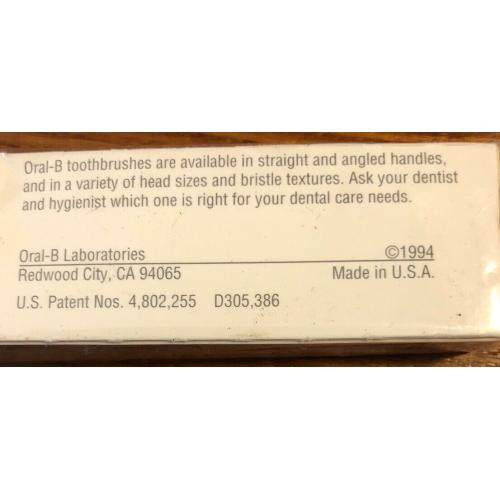 Oral-B toothbrushes are available in straight and angled handles,
and in a variety of head sizes and bristle textures. Ask your dentist
and hygienist which one is right for your dental care needs.
Oral-B Laboratories ©1994
Redwood City, CA 94065 Made in U.S.A.
U.S. Patent Nos. 4,802,255 D305,386